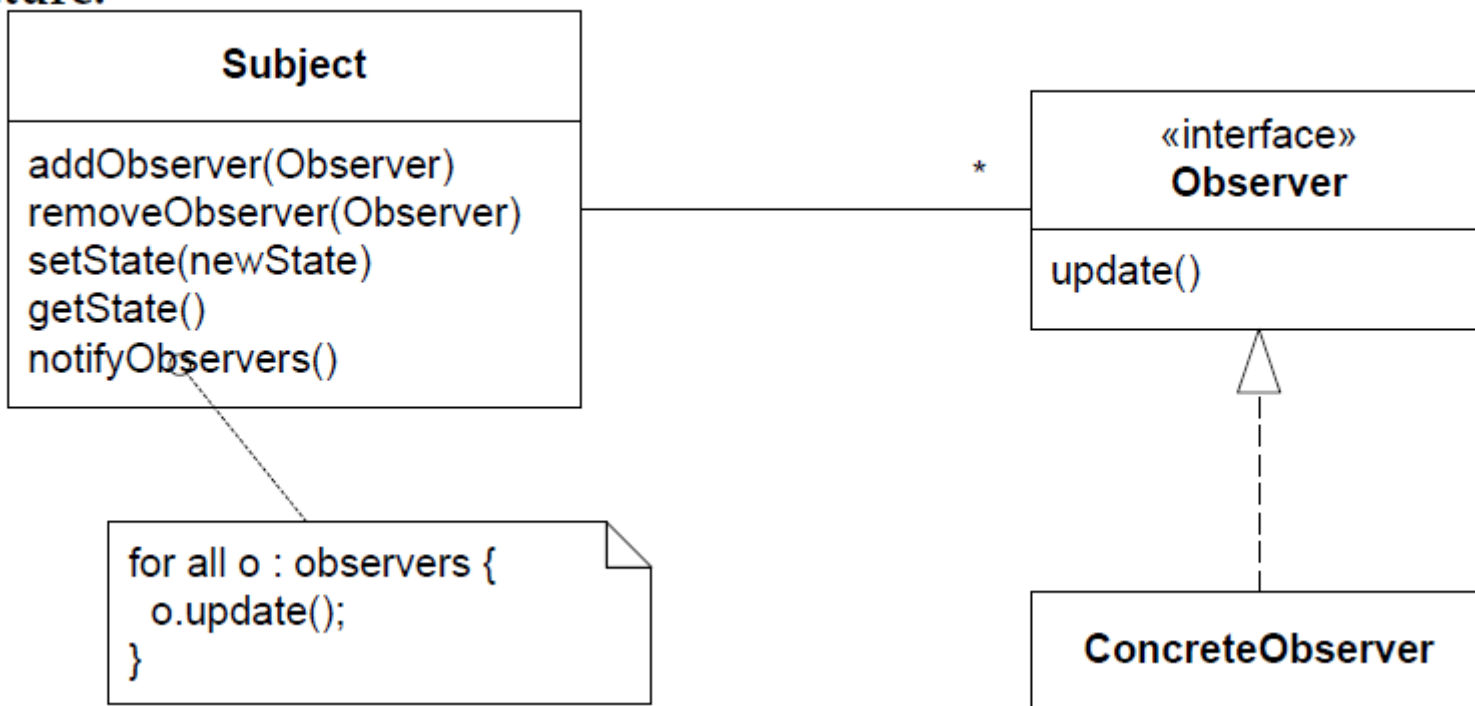 Subject
addObserver(Observer)
removeObserver(Observer)
setState(newState)
getState()
notifyObservers()
*
«interface»
Observer
update()
for all o : observers {
o.update();
}
ConcreteObserver